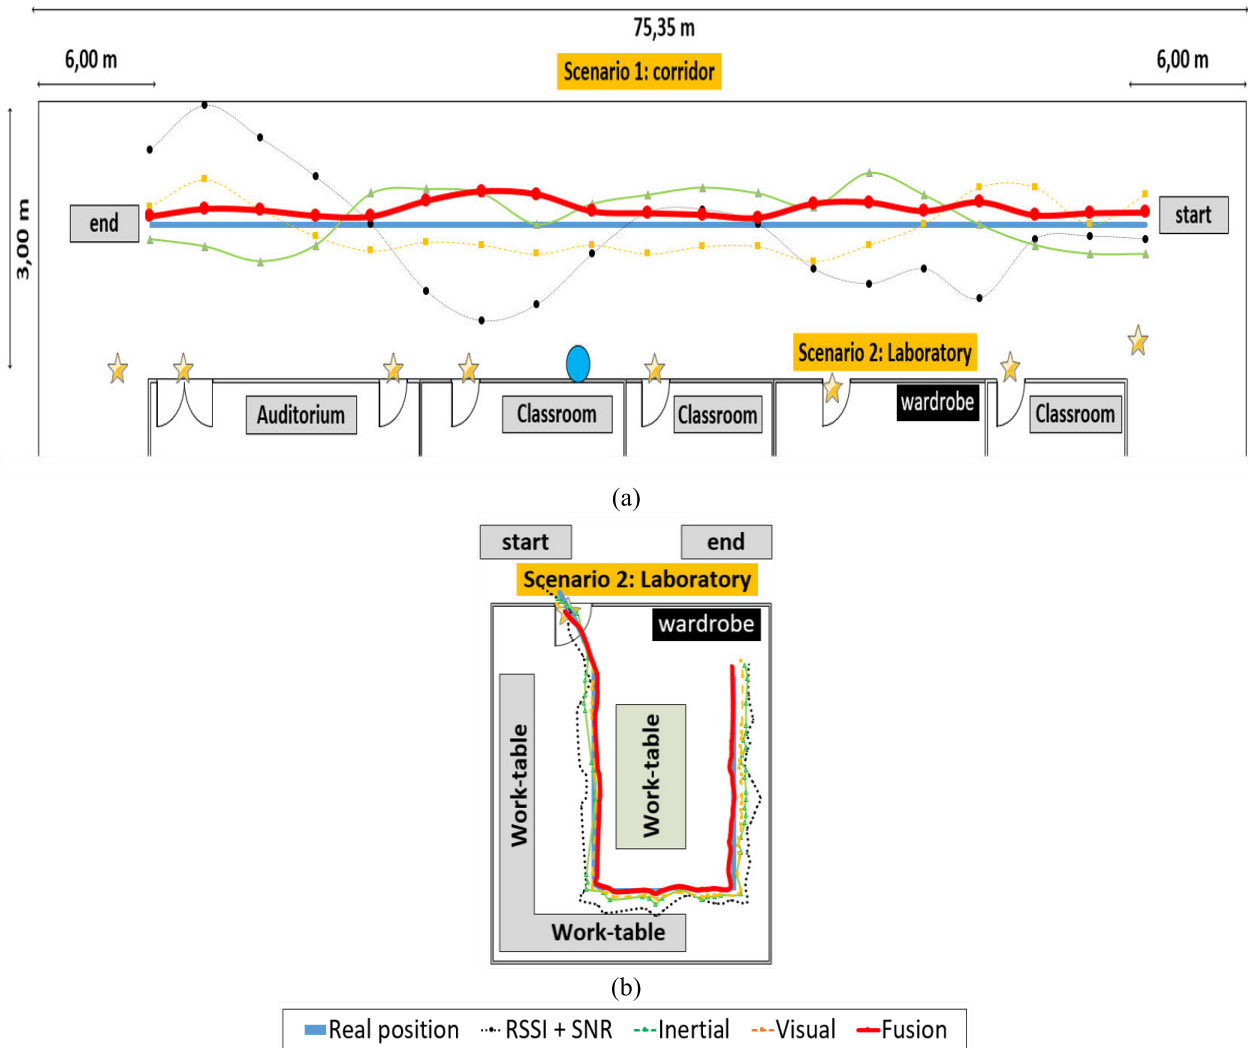 75,35 m
6,00 m
6,00 m
Scenario 1: corridor
3,00 m
end
start
Scenario 2: Laboratory
Auditorium
Classroom
Classroom
wardrobe
Classroom
(a)
start
end
Scenario 2: Laboratory
wardrobe
Work-table
Work-table
Work-table
(b)
Real position RSSI + SNR Inertial Visual Fusion